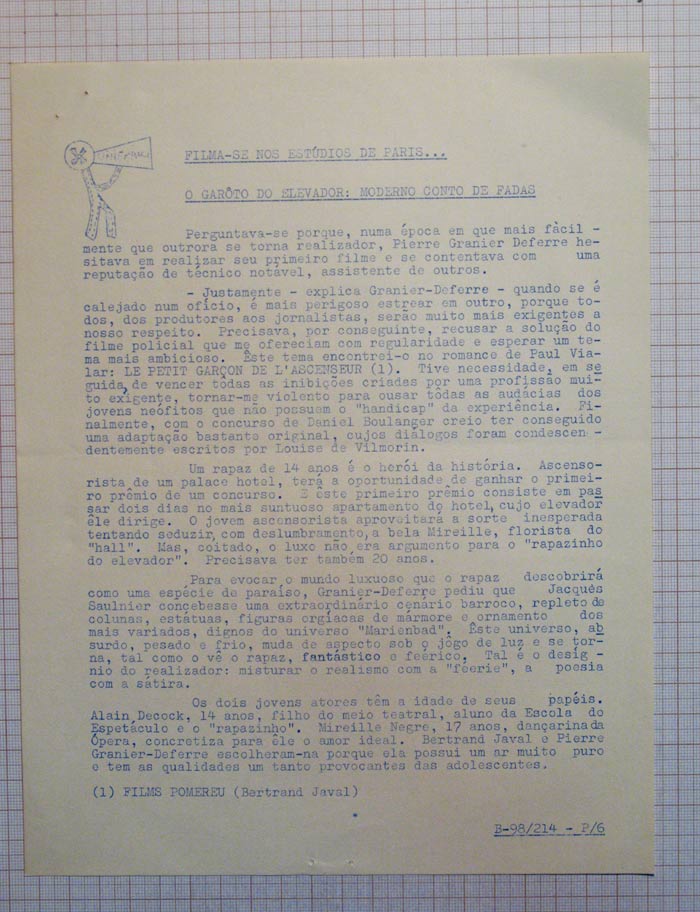 FILMA-SE NOS ESTÚDIOS DE PARIS...
O GARÔTO DO ELEVADOR: MODERNO CONTO DE FADAS
Perguntava-se porque, numa época em que mais fàcil -
mente que outrora se torna realizador, Pierre Granier Deferre he-
sitava em realizar seu primeiro filme e se contentava com uma
reputação de técnico notável, assistente de outros.
- Justamente - explica Granier-Deferre - quando se é
calejado num ofício, é mais perigoso estrear em outro, porque to-
dos, dos produtores aos jornalistas, serão muito mais exigentes a
nosso respeito. Precisava, por conseguinte, recusar a solução do
filme policial que me ofereciam com regularidade e esperar um te-
ma mais ambicioso. Êste tema encontrei-o no romance de Paul Via-
lar: LE PETIT GARÇON DE L'ASCENSEUR (1). Tive necessidade, em se
guida, de vencer todas as inibições criadas por uma profissão mui-
to exigente, tornar-me violento para ousar tôdas as audácias dos
jovens neófitos que não possuem o "handicap" da experiência. Fi-
nalmente, com o concurso de Daniel Boulanger creio ter conseguido
uma adaptação bastante original, cujos diálogos foram condescen -
dentemente escritos por Louise de Vilmorin.
Um rapaz de 14 anos é o herói da história. Ascenso-
rista de um palace hotel, terá a oportunidade de ganhar o primei-
ro prêmio de um concurso. E êste primeiro prêmio consiste em pas
sar dois dias no mais suntuoso apartamento do hotel, cujo elevador
êle dirige. O jovem ascensorista aproveitará a sorte inesperada
tentando seduzir, com deslumbramento, a bela Mireille, florista do
"hall". Mas, coitado, o luxo não era argumento para o "rapazinho
do elevador". Precisava ter também 20 anos.
Para evocar o mundo luxuoso que o rapaz descobrirá
como uma espécie de paraíso, Granier-Deferre pediu que Jacques
Saulnier concebesse uma extraordinário cenário barroco, repleto de
colunas, estátuas, figuras orgíacas de mármore e ornamento dos
mais variados, dignos do universo "Marienbad". Êste universo, ab
surdo, pesado e frio, muda de aspecto sob o jôgo de luz e se tor-
na, tal como o vê o rapaz, fantástico e feérico. Tal é o desig -
nio do realizador: misturar o realismo com a "féerie", a poesia
com a sátira.
Os dois jovens atores têm a idade de seus papéis.
Alain Decock, 14 anos, filho do meio teatral, aluno da Escola do
Espetáculo é o "rapazinho". Mireille Negre, 17 anos, dançarina da
Ópera, concretiza para êle o amor ideal. Bertrand Javal e Pierre
Granier-Deferre escolheram-na porque ela possui um ar muito puro
e tem as qualidades um tanto provocantes das adolescentes.
(1) FILMS POMEREU (Bertrand Javal)
B-98/214 - P/6